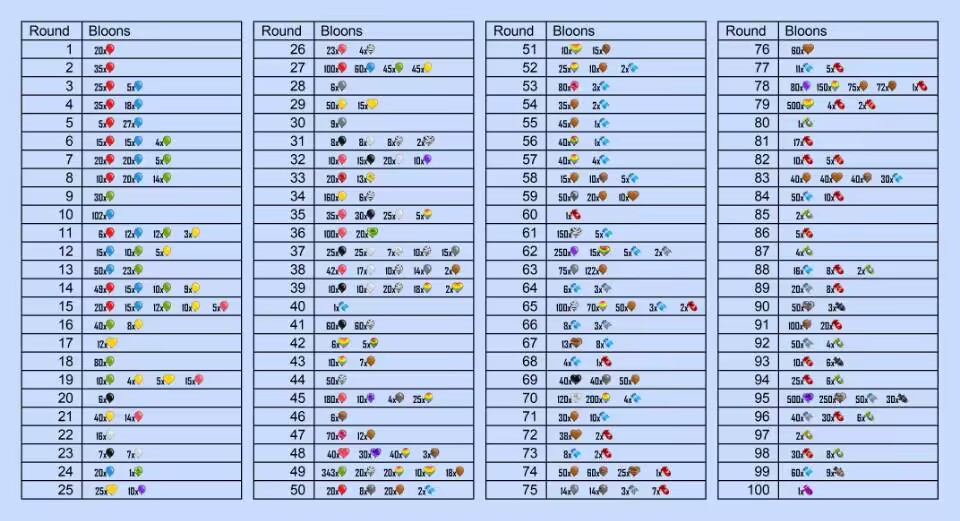 Round Bloons
1 20x
2 35x
3 25x 5x
4 35x 18x
5 5x 27x
6 15x 15x 4x
7 20x 20x 5x
8 10x 20x 14x
9 30x
10 102x
11 6x 12x 12x 3x
12 15x 10x 5x
13 50x 23x
14 49x 15x 10x 9x
15 20x 15x 12x 10x 5x
16 40x 8x
17 12x
18 80x
19 10x 4x 5x 15x
20 6x
21 40x 14x
22 16x
23 7x 7x
24 20x 1x
25 25x 10x
Round Bloons
26 23x 4x
27 100x 60x 45x 45x
28 6x
29 50x 15x
30 9x
31 8x 8x 8x 2x
32 10x 15x 20x 10x
33 20x 13x
34 160x 6x
35 35x 30x 25x 5x
36 100x 20x
37 25x 25x 7x 10x 15x
38 42x 17x 10x 14x 2x
39 10x 10x 20x 18x 2x
40 1x
41 60x 60x
42 6x 5x
43 10x 7x
44 50x
45 180x 10x 4x 25x
46 6x
47 70x 12x
48 40x 30x 40x 3x
49 343x 20x 20x 10x 18x
50 20x 8x 20x 2x
Round Bloons
51 10x 15x
52 25x 10x 2x
53 80x 3x
54 35x 2x
55 45x 1x
56 40x 1x
57 40x 4x
58 15x 10x 5x
59 50x 20x 10x
60 1x
61 150x 5x
62 250x 15x 5x 2x
63 75x 122x
64 6x 3x
65 100x 70x 50x 3x 2x
66 8x 3x
67 13x 8x
68 4x 1x
69 40x 40x 50x
70 120x 200x 4x
71 30x 10x
72 38x 2x
73 8x 2x
74 50x 60x 25x 1x
75 14x 14x 3x 7x
Round Bloons
76 60x
77 11x 5x
78 80x 150x 75x 72x 1x
79 500x 4x 2x
80 1x
81 17x
82 10x 5x
83 40x 40x 40x 30x
84 50x 10x
85 2x
86 5x
87 4x
88 16x 8x 2x
89 20x 8x
90 50x 3x
91 100x 20x
92 50x 4x
93 10x 6x
94 25x 6x
95 500x 250x 50x 30x
96 40x 30x 6x
97 2x
98 30x 8x
99 60x 9x
100 1x